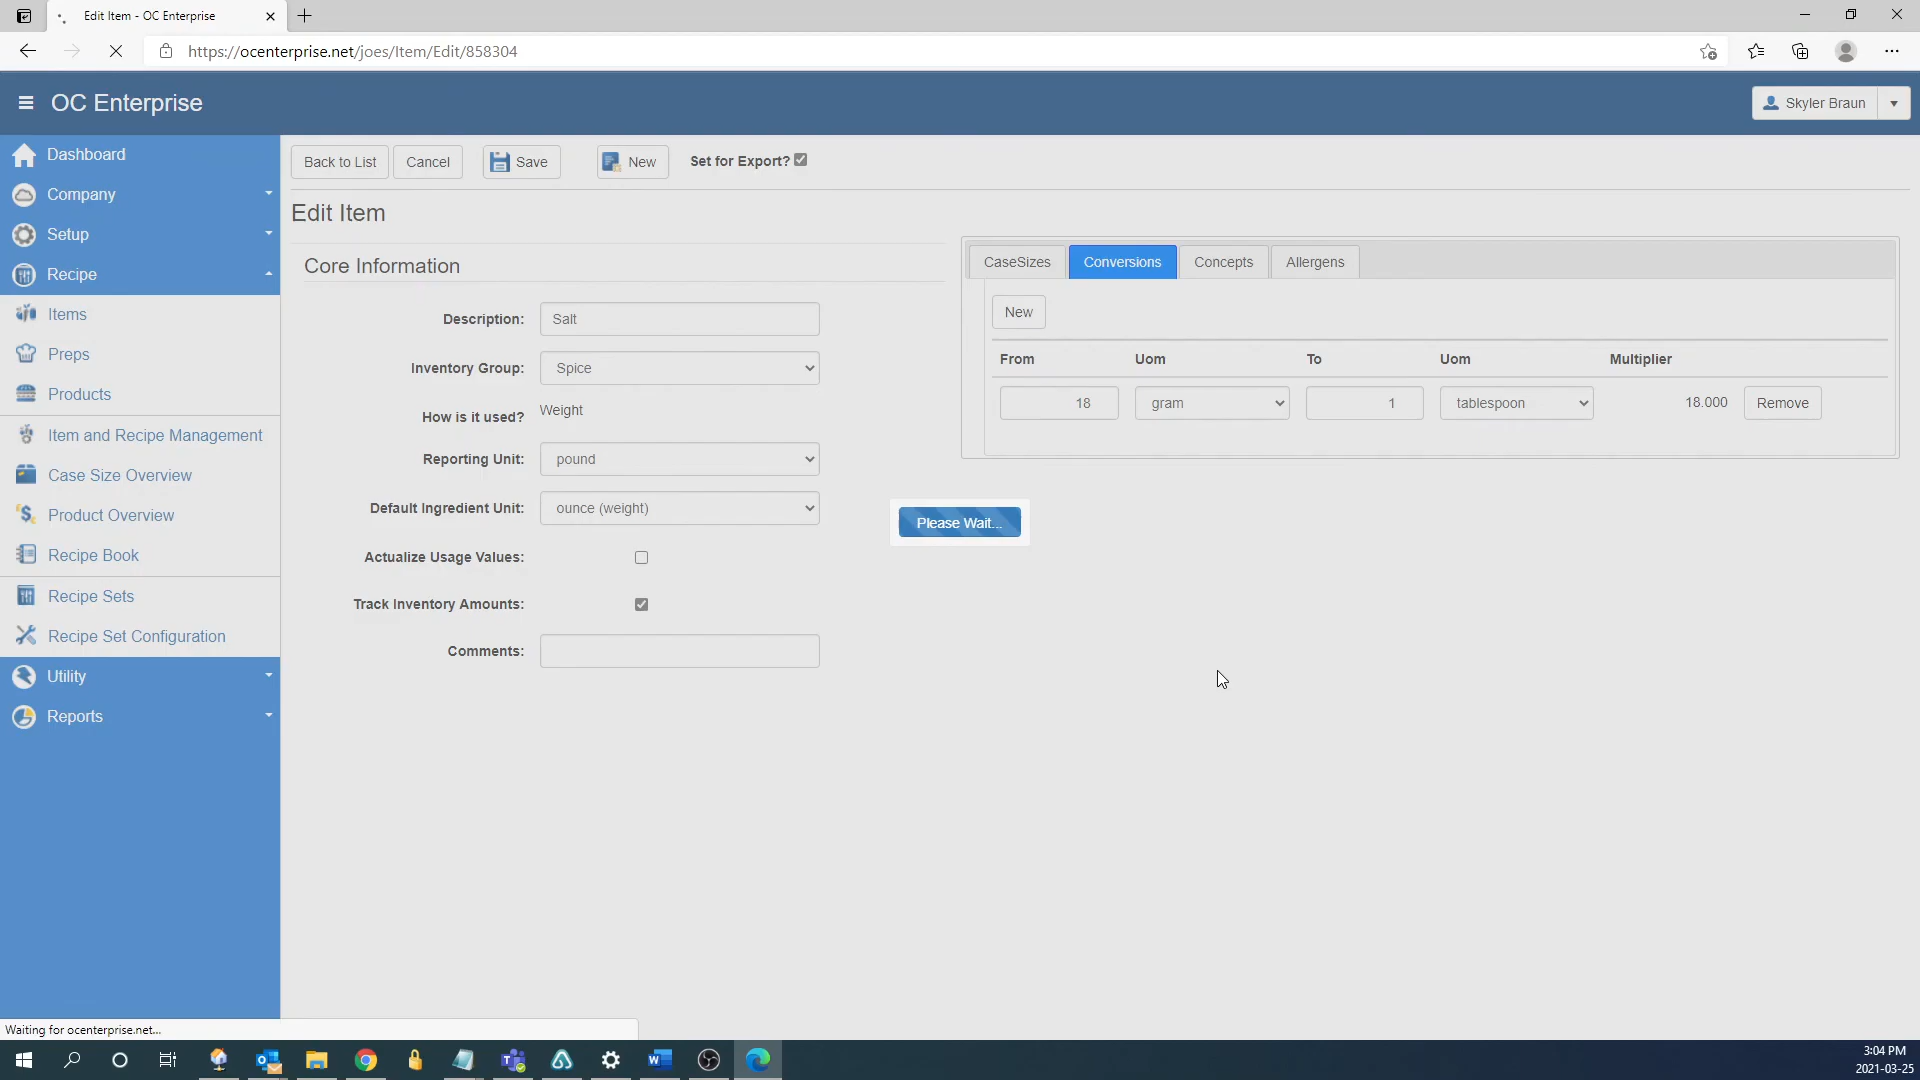 Edit Item - OC Enterprise
https://ocenterprise.net/joes/Item/Edit/858304
OC Enterprise
Skyler Braun
Dashboard
Company
Setup
Recipe
Items
Preps
Products
Item and Recipe Management
Case Size Overview
Product Overview
Recipe Book
Recipe Sets
Recipe Set Configuration
Utility
Reports
Back to List Cancel Save New Set for Export?
Edit Item
Core Information
Description: Salt
Inventory Group: Spice
How is it used? Weight
Reporting Unit: pound
Default Ingredient Unit: ounce (weight)
Actualize Usage Values:
Track Inventory Amounts:
Comments:
CaseSizes Conversions Concepts Allergens
New
From Uom To Uom Multiplier
18 gram 1 tablespoon 18.000 Remove
Please Wait...
Waiting for ocenterprise.net...
3:04 PM
2021-03-25